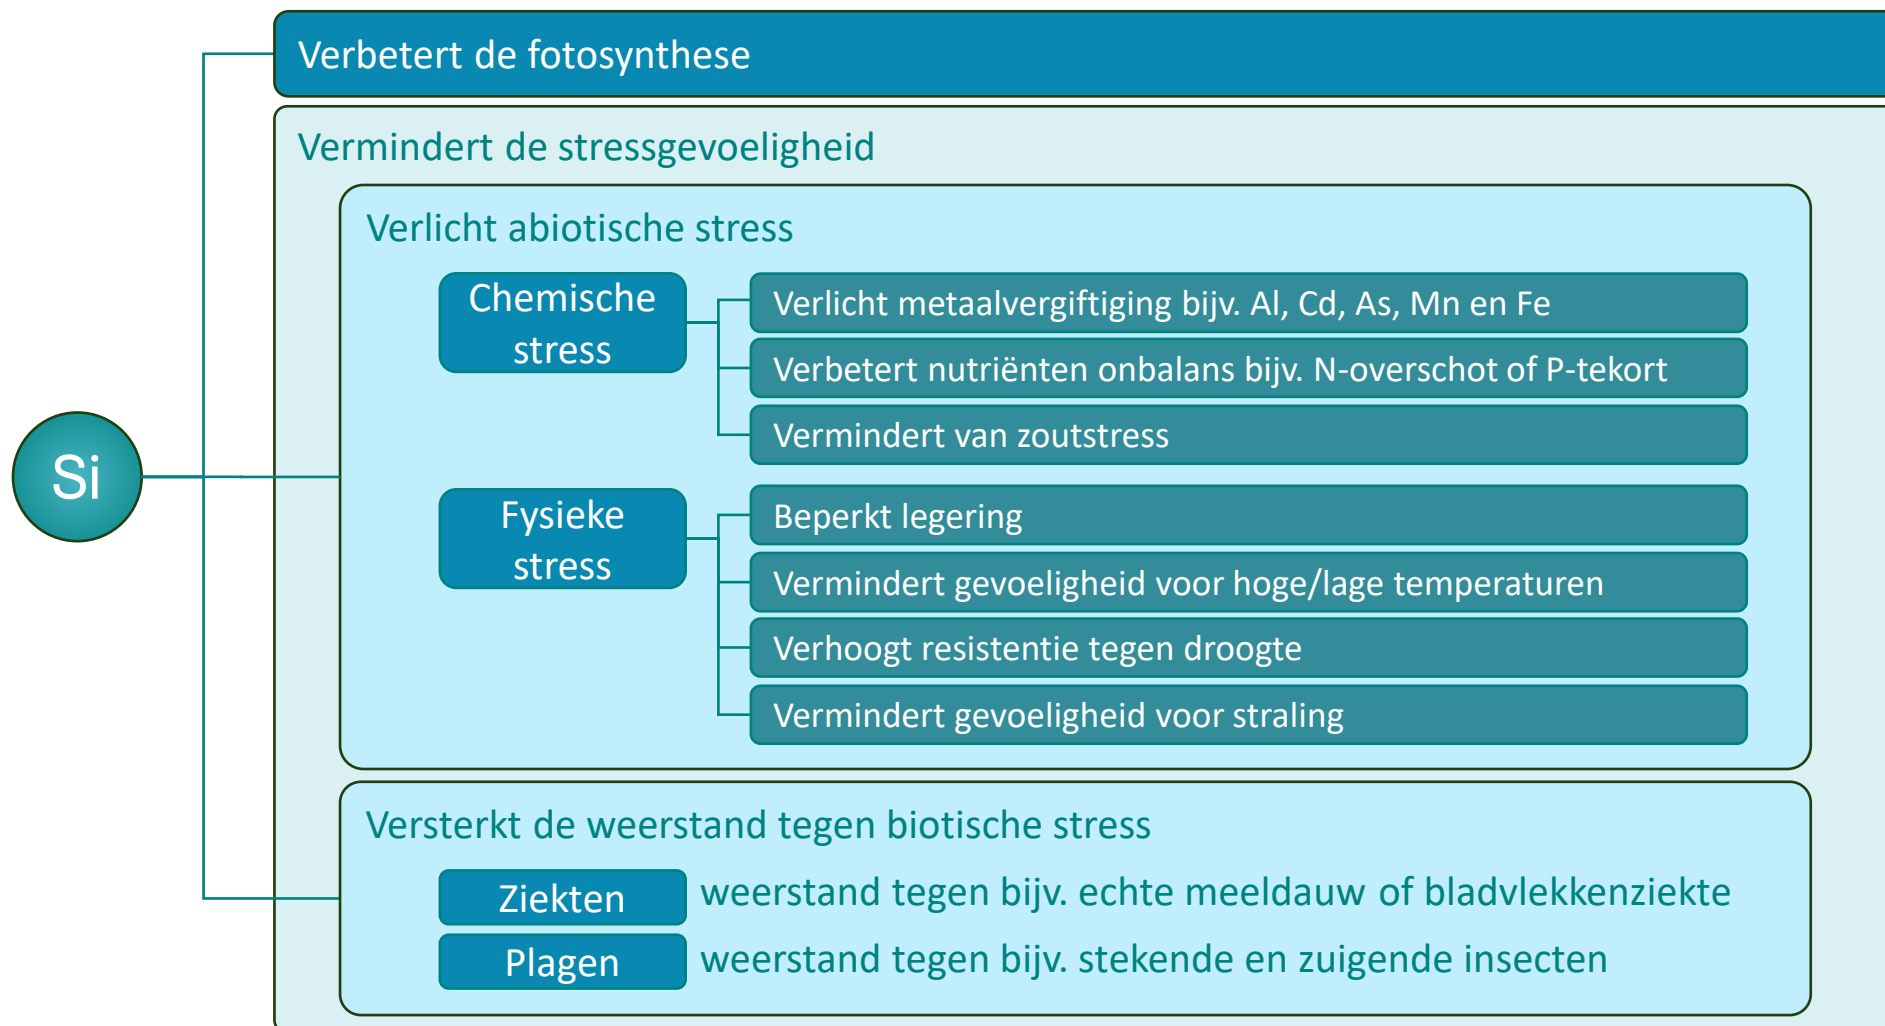 Verbetert de fotosynthese
Vermindert de stressgevoeligheid
Verlicht abiotische stress
Chemische
stress
Verlicht metaalvergiftiging bijv. Al, Cd, As, Mn en Fe
Verbetert nutriënten onbalans bijv. N-overschot of P-tekort
Vermindert van zoutstress
Si
Fysieke
stress
Beperkt legering
Vermindert gevoeligheid voor hoge/lage temperaturen
Verhoogt resistentie tegen droogte
Vermindert gevoeligheid voor straling
Versterkt de weerstand tegen biotische stress
Ziekten weerstand tegen bijv. echte meeldauw of bladvlekkenziekte
Plagen weerstand tegen bijv. stekende en zuigende insecten